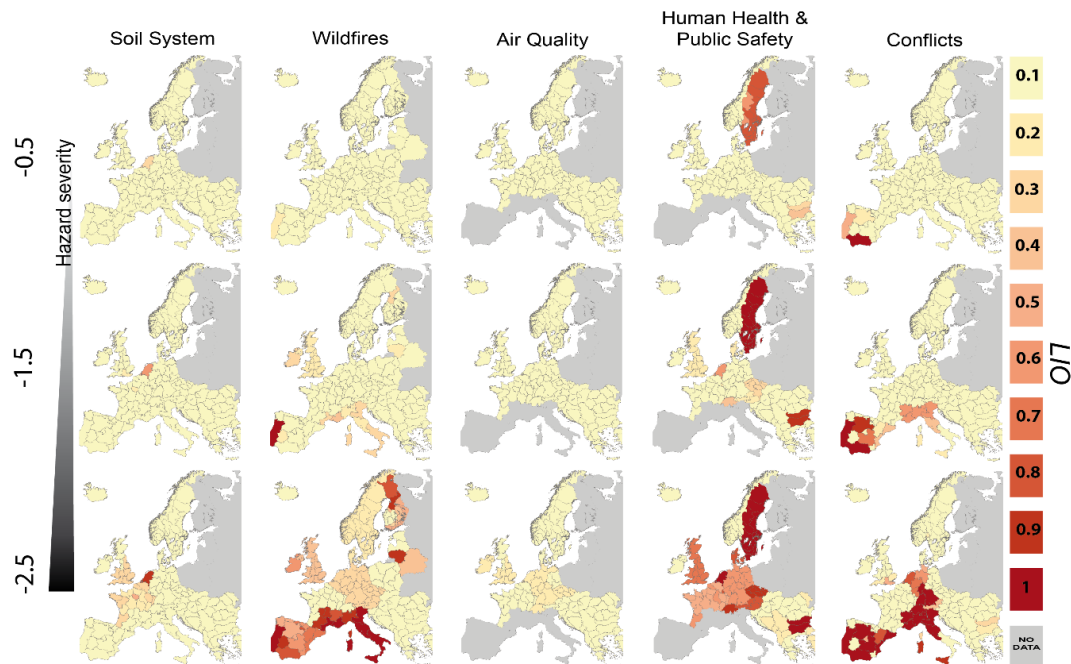 Soil System
Wildfires
Air Quality
Human Health &
Public Safety
Conflicts
Hazard severity
-0.5
-1.5
-2.5
0.1
0.2
0.3
0.4
0.5
0.6
0.7
0.8
0.9
1
NO
DATA
LIO